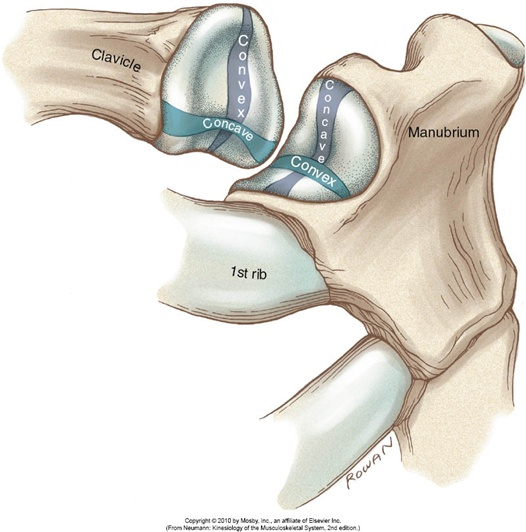 Clavicle
Convex
Concave
Concave
Convex
Manubrium
1st rib
ROWAN
Copyright © 2010 by Mosby, Inc., an affiliate of Elsevier Inc.
(From Neumann: Kinesiology of the Musculoskeletal System, 2nd edition.)